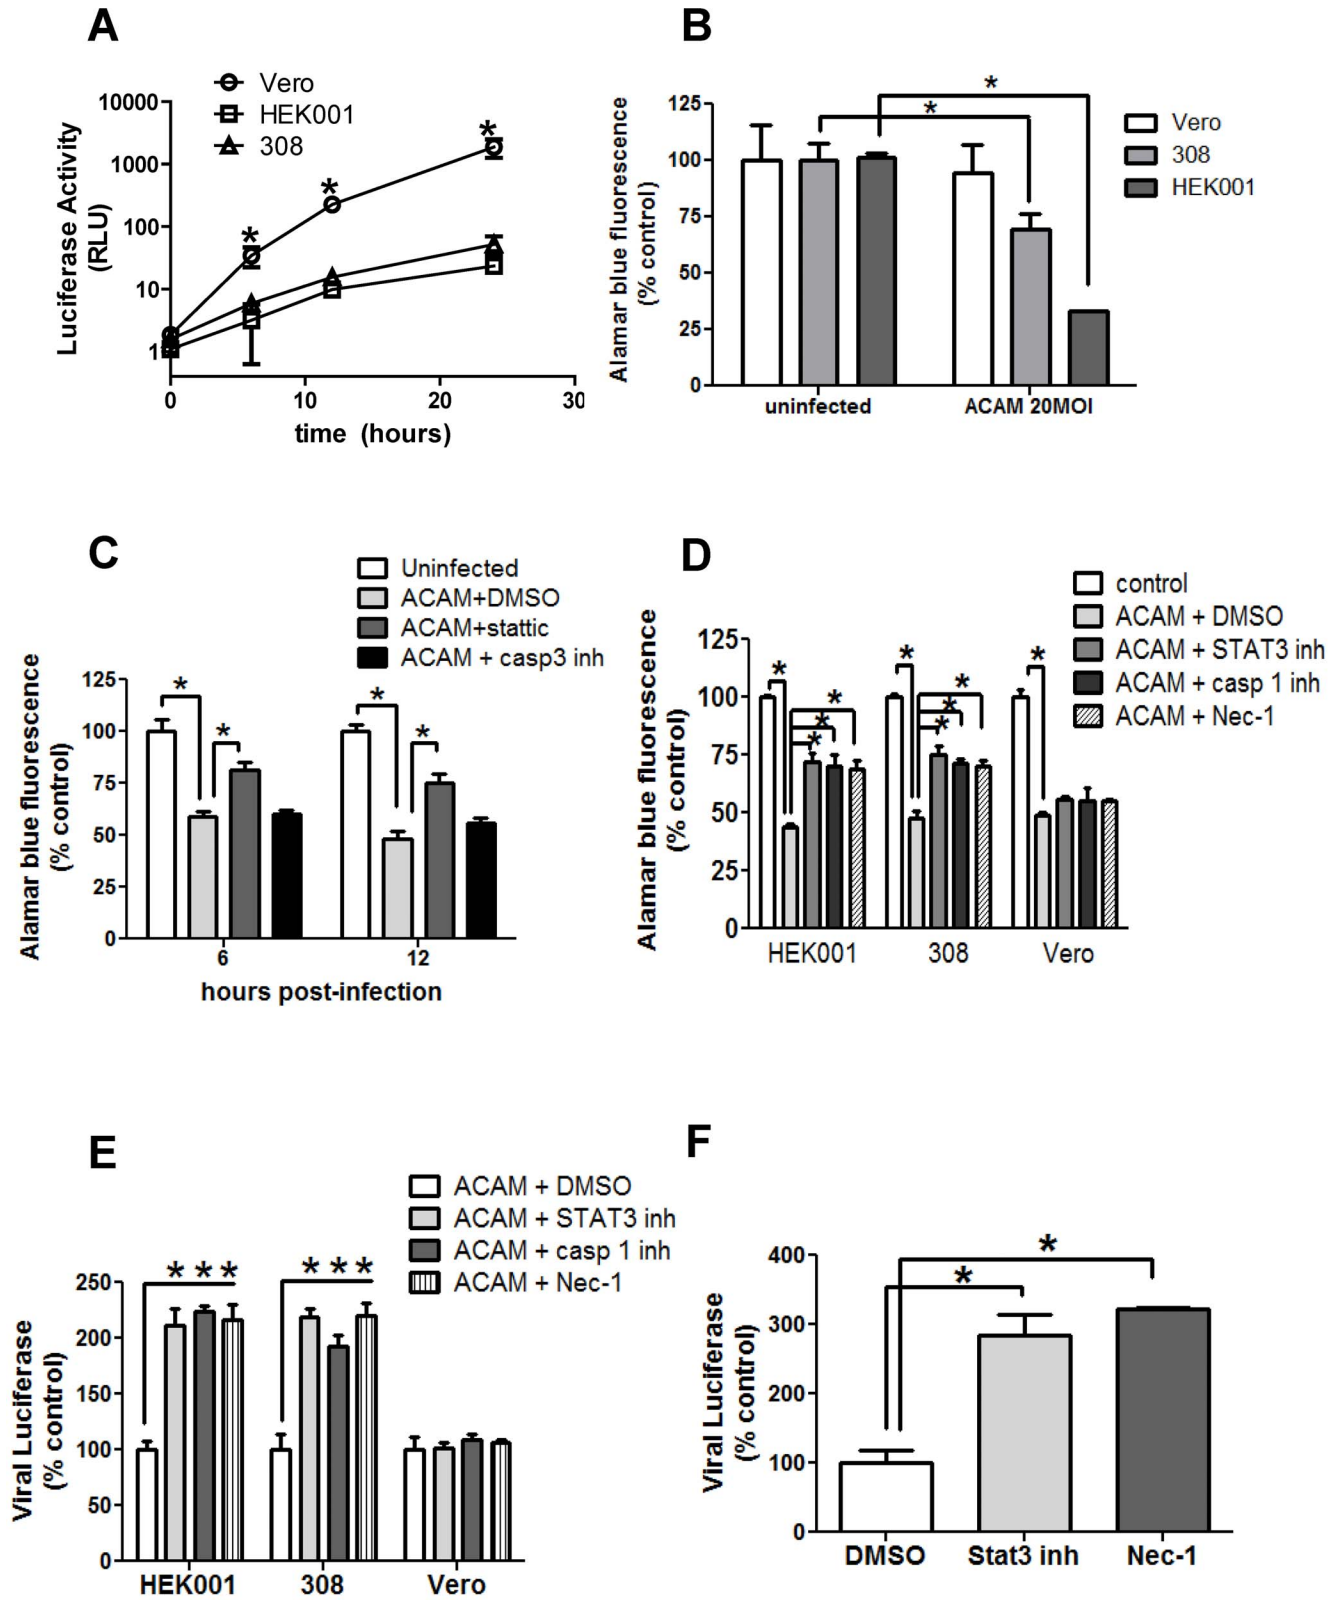 A
Vero
HEK001
308
Luciferase Activity
(RLU)
10000
1000
100
10
1
*
*
*
0
10
20
30
time (hours)
B
Alamar blue fluorescence
(% control)
125
100
75
50
25
0
*
*
Vero
308
HEK001
uninfected
ACAM 20MOI
C
Uninfected
ACAM+DMSO
ACAM+stattic
ACAM + casp3 inh
Alamar blue fluorescence
(% control)
125
100
75
50
25
0
*
*
*
*
6
12
hours post-infection
D
control
ACAM + DMSO
ACAM + STAT3 inh
ACAM + casp 1 inh
ACAM + Nec-1
Alamar blue fluorescence
(% control)
125
100
75
50
25
0
*
*
*
*
*
*
*
*
*
HEK001
308
Vero
E
ACAM + DMSO
ACAM + STAT3 inh
ACAM + casp 1 inh
ACAM + Nec-1
Viral Luciferase
(% control)
250
200
150
100
50
0
* * *
* * *
HEK001
308
Vero
F
Viral Luciferase
(% control)
400
300
200
100
0
*
*
DMSO
Stat3 inh
Nec-1